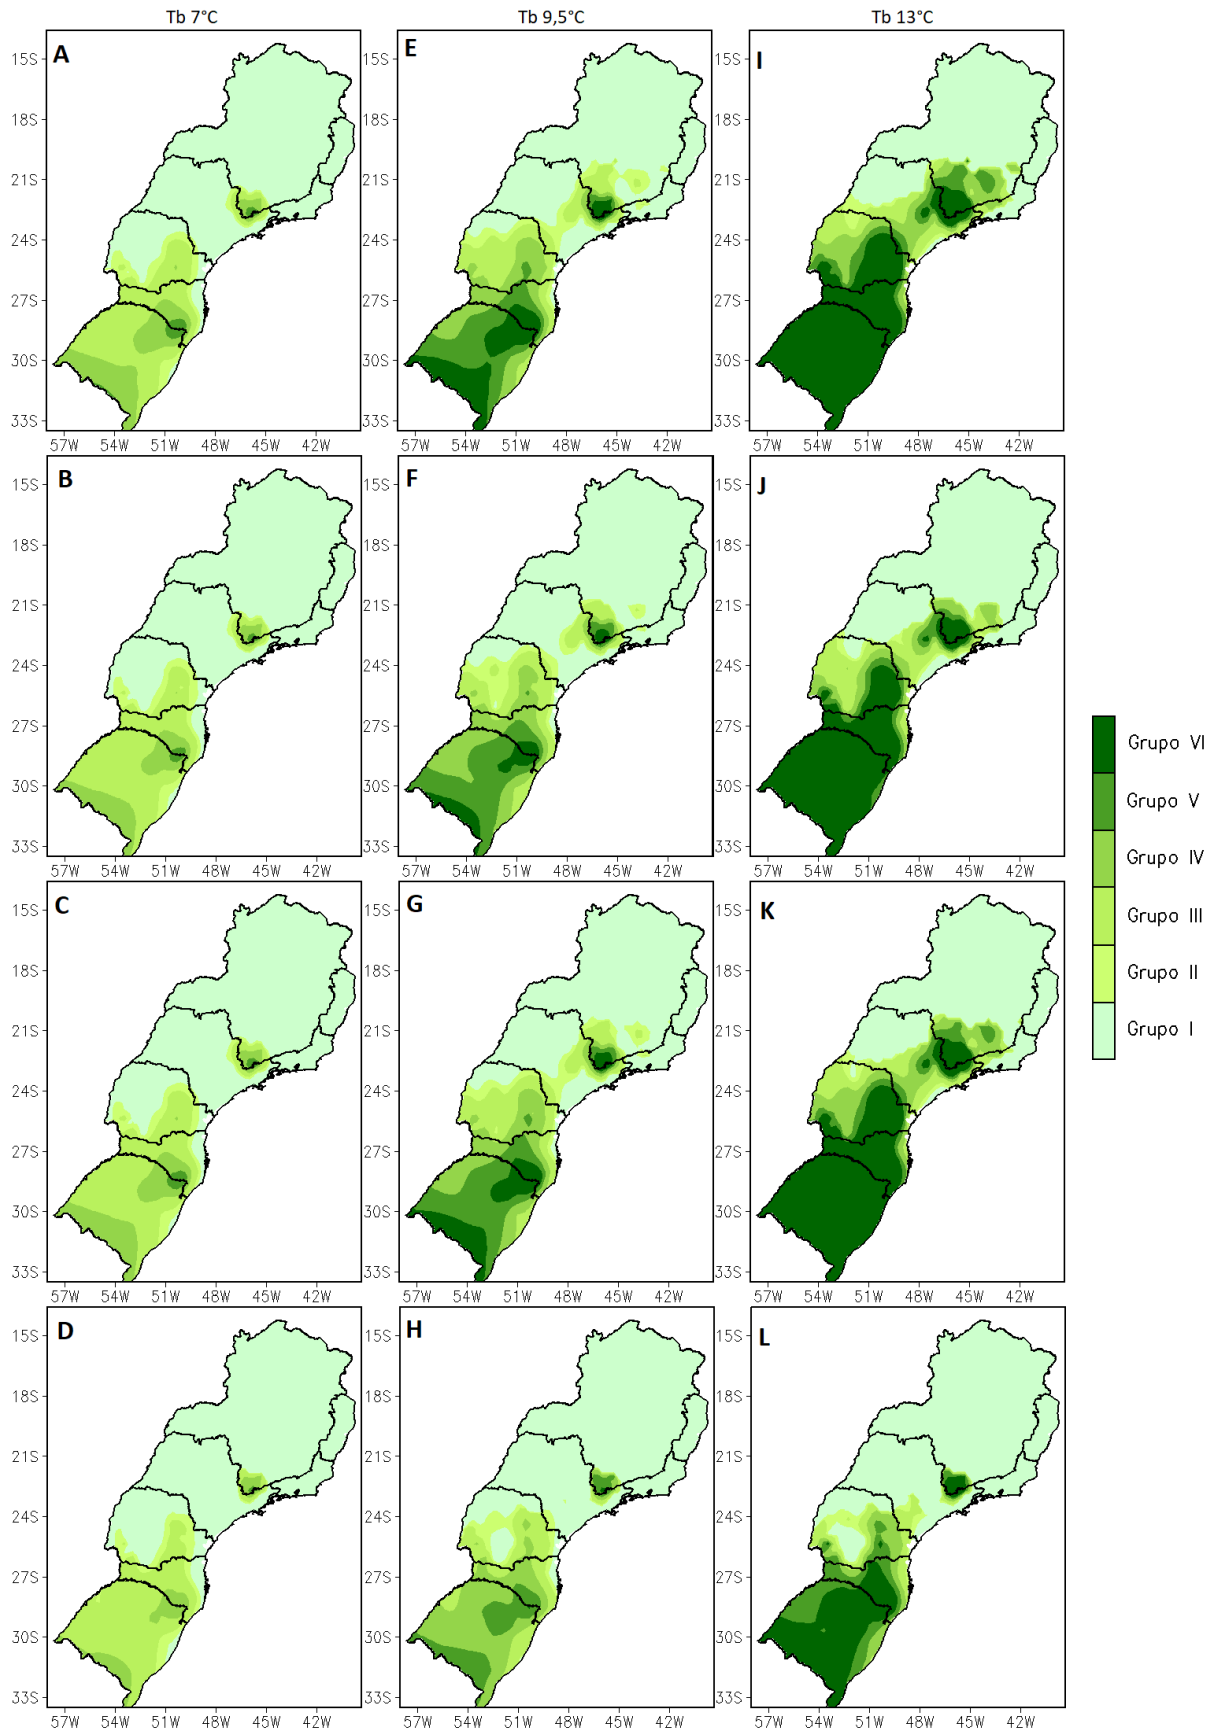 Tb 7°C Tb 9,5°C Tb 13°C
A E I
15S 15S 15S
18S 18S 18S
21S 21S 21S
24S 24S 24S
27S 27S 27S
30S 30S 30S
33S 33S 33S
57W 54W 51W 48W 45W 42W 57W 54W 51W 48W 45W 42W 57W 54W 51W 48W 45W 42W
B F J
15S 15S 15S
18S 18S 18S
21S 21S 21S
24S 24S 24S
27S 27S 27S
30S 30S 30S
33S 33S 33S
57W 54W 51W 48W 45W 42W 57W 54W 51W 48W 45W 42W 57W 54W 51W 48W 45W 42W
C G K
15S 15S 15S
18S 18S 18S
21S 21S 21S
24S 24S 24S
27S 27S 27S
30S 30S 30S
33S 33S 33S
57W 54W 51W 48W 45W 42W 57W 54W 51W 48W 45W 42W 57W 54W 51W 48W 45W 42W
D H L
15S 15S 15S
18S 18S 18S
21S 21S 21S
24S 24S 24S
27S 27S 27S
30S 30S 30S
33S 33S 33S
57W 54W 51W 48W 45W 42W 57W 54W 51W 48W 45W 42W 57W 54W 51W 48W 45W 42W
Grupo VI
Grupo V
Grupo IV
Grupo III
Grupo II
Grupo I